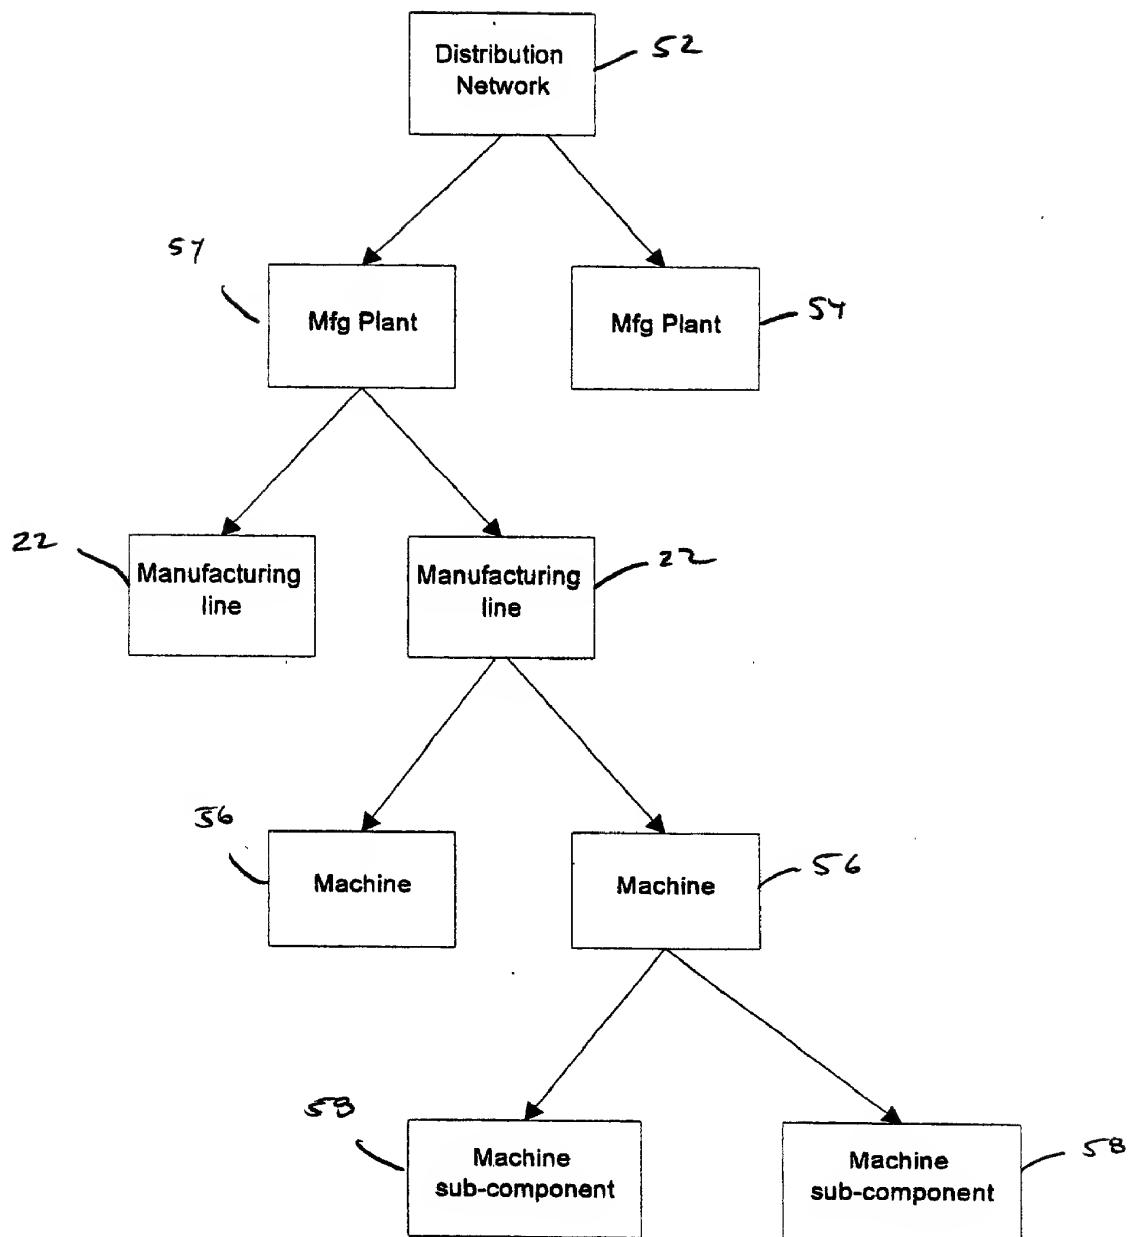 Distribution
Network
52
54
Mfg Plant
Mfg Plant
54
22
Manufacturing
line
Manufacturing
line
22
56
Machine
Machine
56
58
Machine
sub-component
Machine
sub-component
58